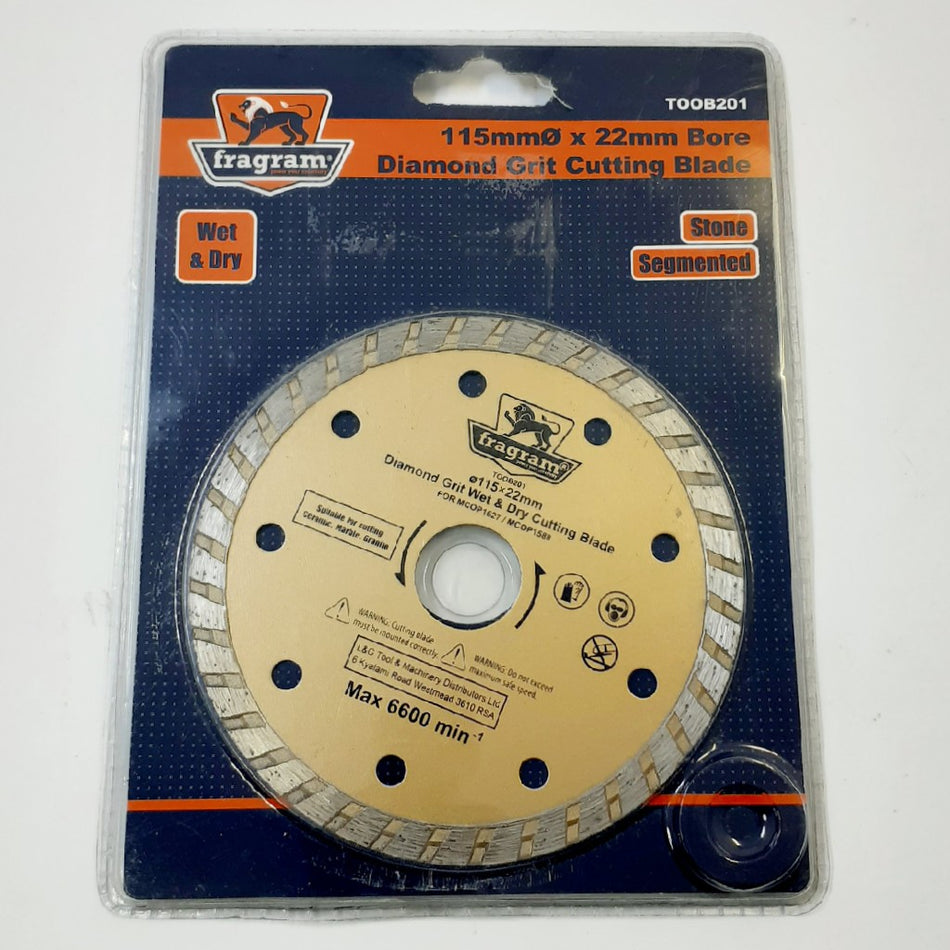 TOOB201
fragram®
115mmØ x 22mm Bore
Diamond Grit Cutting Blade
Wet
& Dry
Stone
Segmented
fragram®
TOOB201
ø115×22mm
Diamond Grit Wet & Dry Cutting Blade
FOR MCOP1627 / MCOP1588
Suitable for cutting
Ceramic, Marble, Granite
WARNING: Cutting blade
must be mounted correctly.
WARNING: Do not exceed
maximum safe speed.
L&G Tool & Machinery Distributors Ltd
6 Kyalami Road Westmead 3610 RSA
Max 6600 min⁻¹